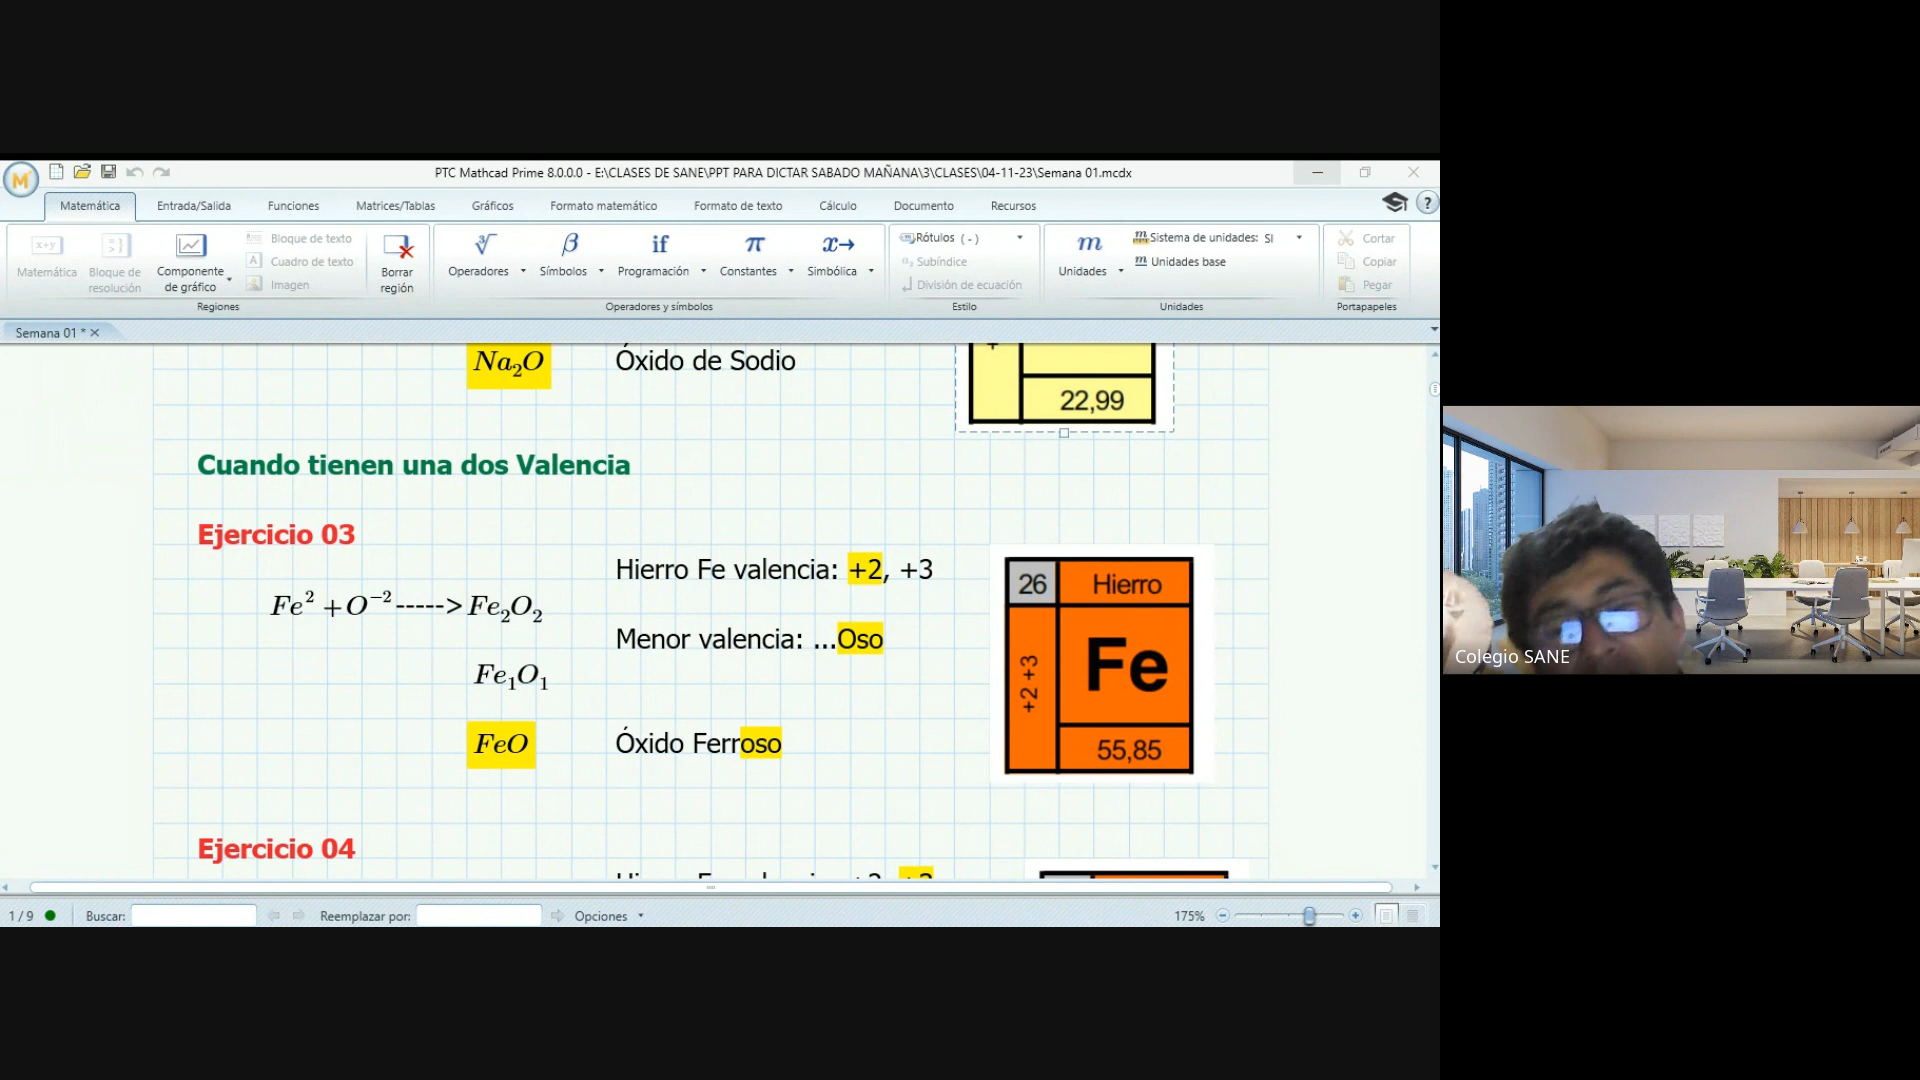 PTC Mathcad Prime 8.0.0.0 - E:\CLASES DE SANE\PPT PARA DICTAR SABADO MAÑANA\3\CLASES\04-11-23\Semana 01.mcdx
Matemática Entrada/Salida Funciones Matrices/Tablas Gráficos Formato matemático Formato de texto Cálculo Documento Recursos
Matemática
Bloque de resolución
Componente de gráfico
Bloque de texto
Cuadro de texto
Imagen
Regiones
Borrar región
Operadores Símbolos Programación Constantes Simbólica
Operadores y símbolos
Rótulos ( - )
Subíndice
División de ecuación
Estilo
Unidades
Sistema de unidades: SI
Unidades base
Unidades
Cortar
Copiar
Pegar
Portapapeles
Semana 01 *
Na₂O Óxido de Sodio
22,99
Cuando tienen una dos Valencia
Ejercicio 03
Hierro Fe valencia: +2, +3
Fe² + O⁻² -----> Fe₂O₂
Menor valencia: ...Oso
Fe₁O₁
FeO Óxido Ferroso
26 Hierro
+2 +3
Fe
55,85
Ejercicio 04
1 / 9 Buscar: Reemplazar por: Opciones 175%
Colegio SANE